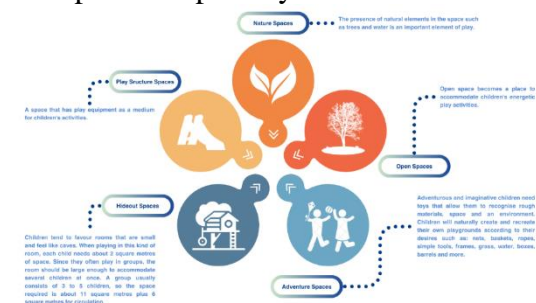 Nature Spaces
The presence of natural elements in the space such
as trees and water is an important element of play.
Play Structure Spaces
A space that has play equipment as a medium
for children's activities.
Open space becomes a place to
accommodate children's energetic
play activities.
Open Spaces
Hideout Spaces
Children tend to favour rooms that are small
and feel like caves. When playing in this kind of
room, each child needs about 2 square metres
of space. Since they often play in groups, the
room should be large enough to accommodate
several children at once. A group usually
consists of 3 to 5 children, so the space
required is about 11 square metres plus 6
square metres for circulation.
Adventurous and imaginative children need
toys that allow them to recognise rough
materials, space and an environment.
Children will naturally create and recreate
their own playgrounds according to their
desires such as: nets, baskets, ropes,
simple tools, frames, grass, water, boxes,
barrels and more.
Adventure Spaces